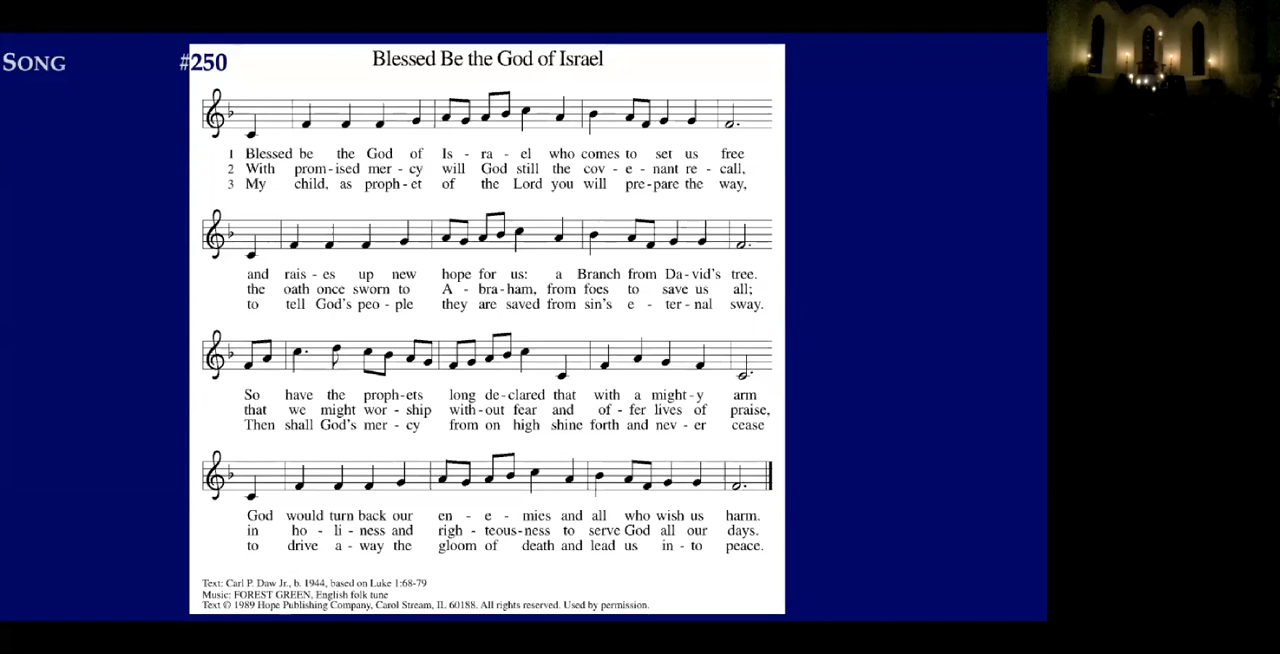 SONG
#250
Blessed Be the God of Israel
1 Blessed be the God of Is - ra - el who comes to set us free
2 With prom - ised mer - cy will God still the cov - e - nant re - call,
3 My child, as proph - et of the Lord you will pre - pare the way,
and rais - es up new hope for us: a Branch from Da - vid's tree.
the oath once sworn to A - bra - ham, from foes to save us all;
to tell God's peo - ple they are saved from sin's e - ter - nal sway.
So have the proph - ets long de - clared that with a might - y arm
that we might wor - ship with - out fear and of - fer lives of praise,
Then shall God's mer - cy from on high shine forth and nev - er cease
God would turn back our en - e - mies and all who wish us harm.
in ho - li - ness and righ - teous - ness to serve God all our days.
to drive a - way the gloom of death and lead us in - to peace.
Text: Carl P. Daw Jr., b. 1944, based on Luke 1:68-79
Music: FOREST GREEN, English folk tune
Text © 1989 Hope Publishing Company, Carol Stream, IL 60188. All rights reserved. Used by permission.